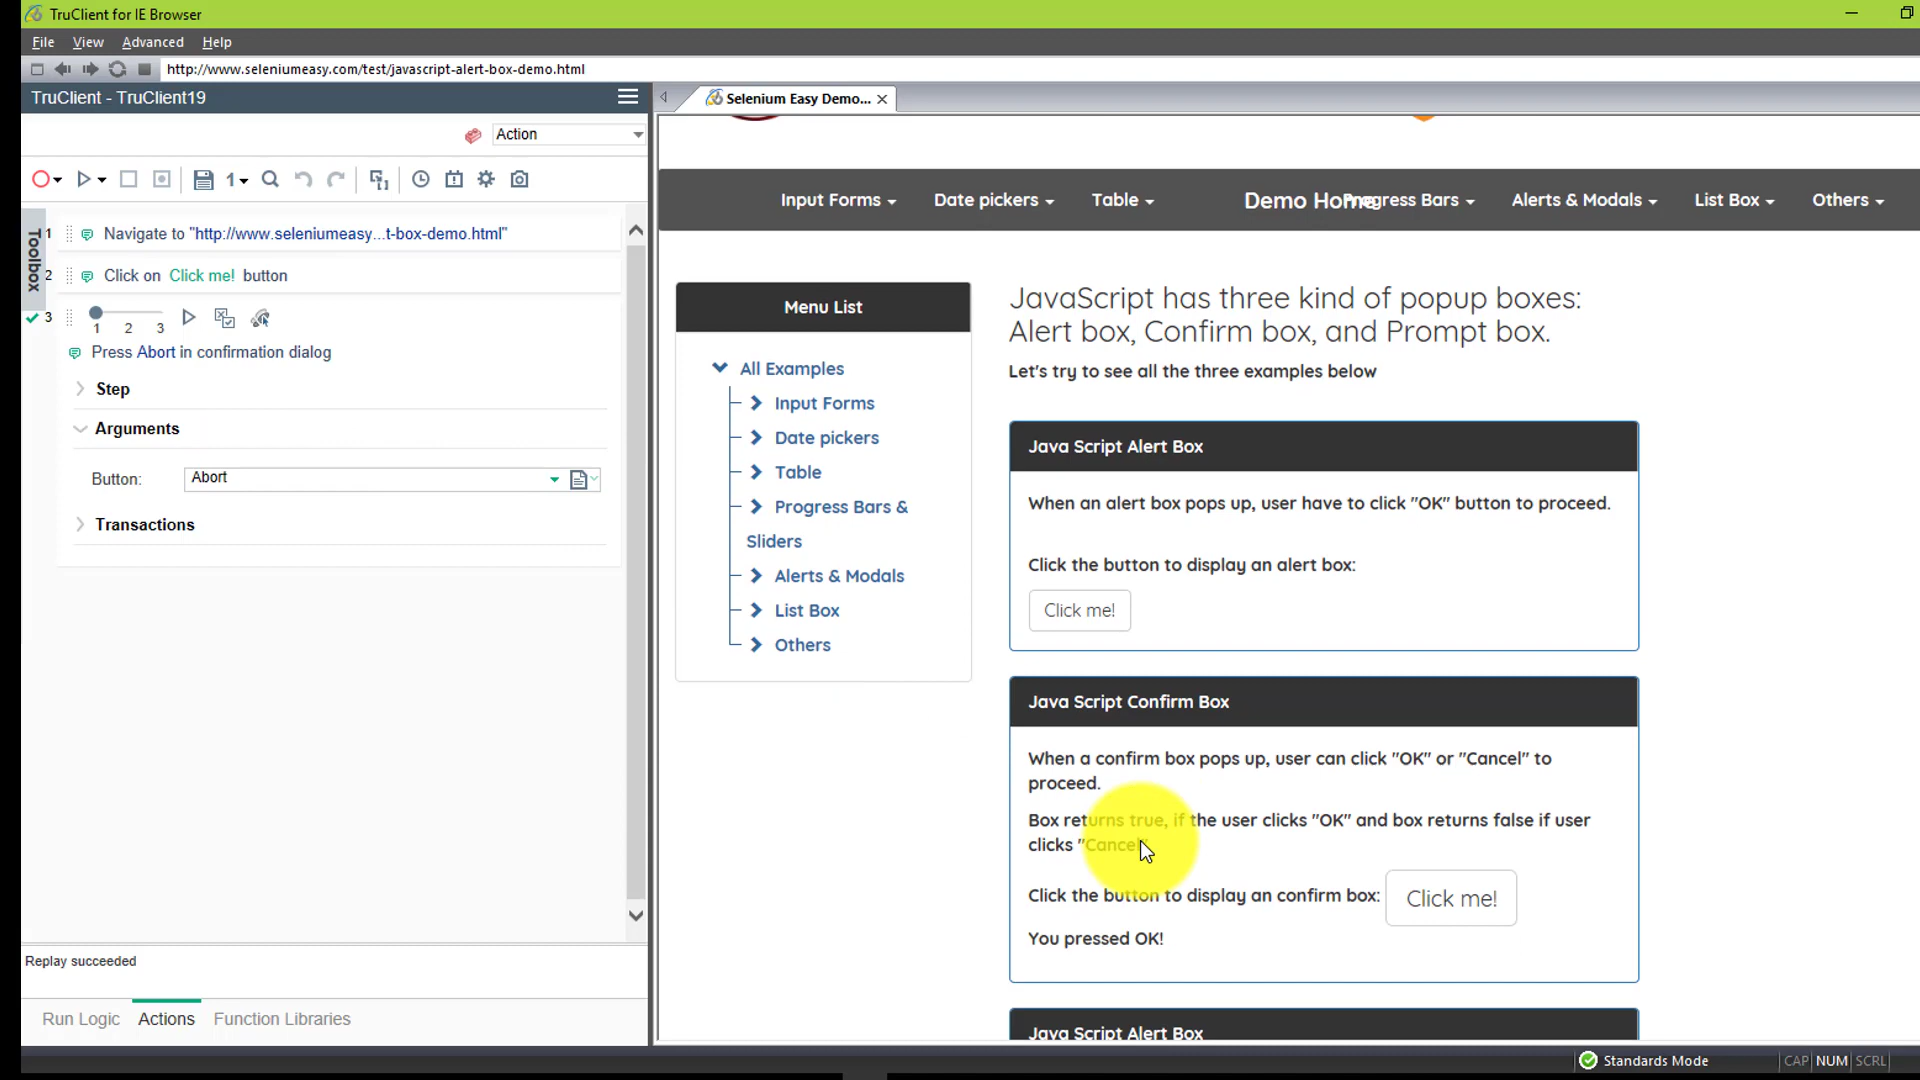 TruClient for IE Browser
File View Advanced Help
http://www.seleniumeasy.com/test/javascript-alert-box-demo.html
TruClient - TruClient19
Selenium Easy Demo...
Action
1
Toolbox
1 Navigate to "http://www.seleniumeasy...t-box-demo.html"
2 Click on Click me! button
3
1 2 3
Press Abort in confirmation dialog
Step
Arguments
Button: Abort
Transactions
Replay succeeded
Run Logic Actions Function Libraries
Input Forms Date pickers Table Demo Home Progress Bars Alerts & Modals List Box Others
Menu List
All Examples
Input Forms
Date pickers
Table
Progress Bars &
Sliders
Alerts & Modals
List Box
Others
JavaScript has three kind of popup boxes:
Alert box, Confirm box, and Prompt box.
Let's try to see all the three examples below
Java Script Alert Box
When an alert box pops up, user have to click "OK" button to proceed.
Click the button to display an alert box:
Click me!
Java Script Confirm Box
When a confirm box pops up, user can click "OK" or "Cancel" to
proceed.
Box returns true, if the user clicks "OK" and box returns false if user
clicks "Cancel"
Click the button to display an confirm box: Click me!
You pressed OK!
Java Script Alert Box
Standards Mode CAP NUM SCRL